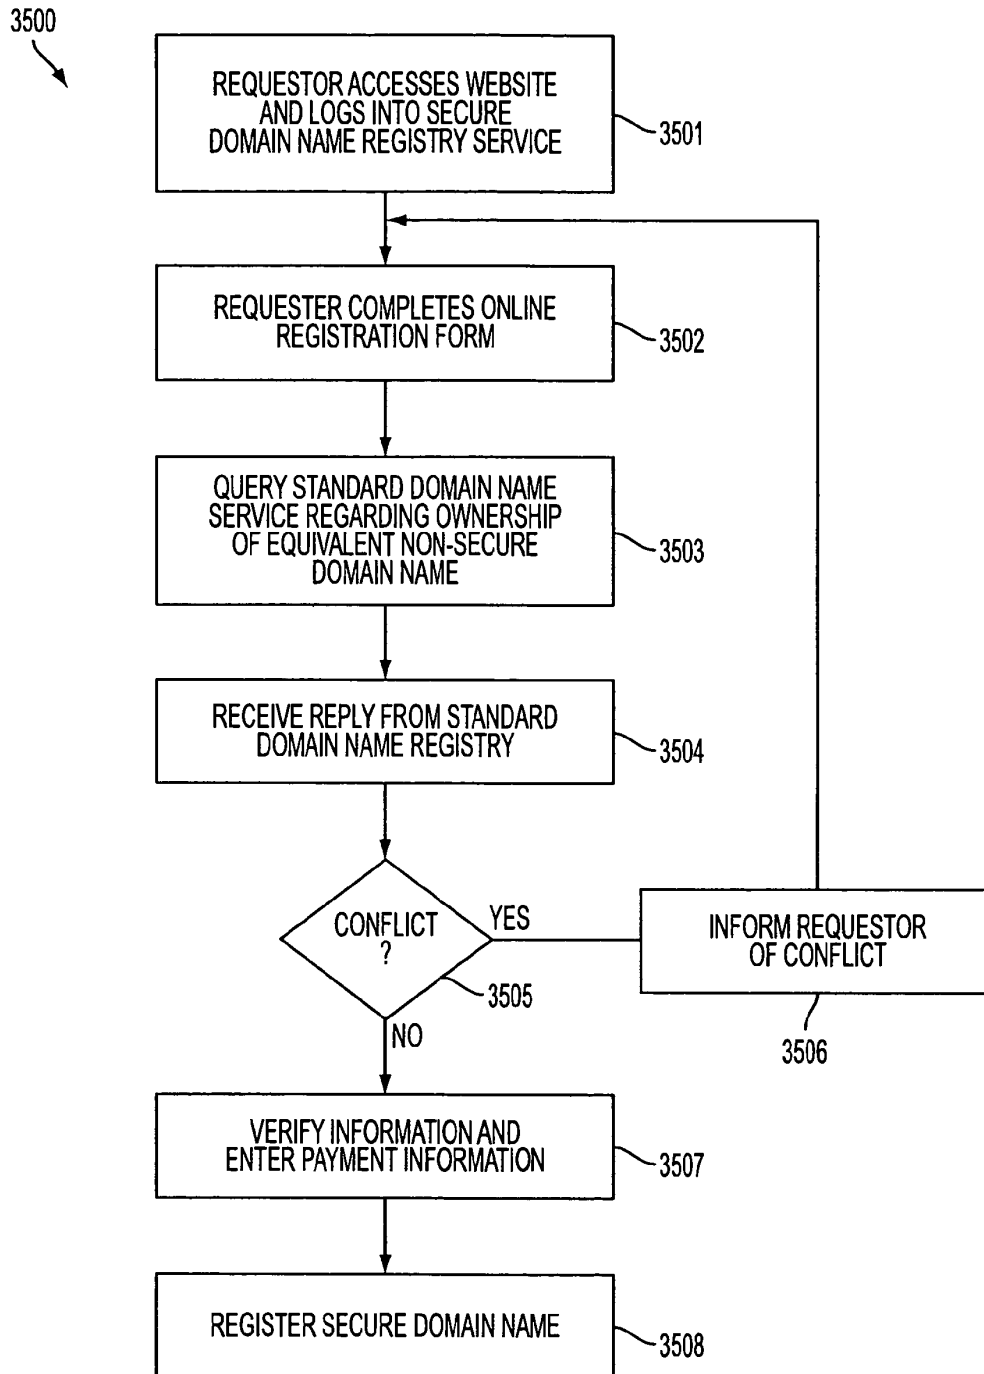 3500
REQUESTOR ACCESSES WEBSITE
AND LOGS INTO SECURE
DOMAIN NAME REGISTRY SERVICE
3501
REQUESTER COMPLETES ONLINE
REGISTRATION FORM
3502
QUERY STANDARD DOMAIN NAME
SERVICE REGARDING OWNERSHIP
OF EQUIVALENT NON-SECURE
DOMAIN NAME
3503
RECEIVE REPLY FROM STANDARD
DOMAIN NAME REGISTRY
3504
CONFLICT
?
YES
3505
INFORM REQUESTOR
OF CONFLICT
3506
NO
VERIFY INFORMATION AND
ENTER PAYMENT INFORMATION
3507
REGISTER SECURE DOMAIN NAME
3508